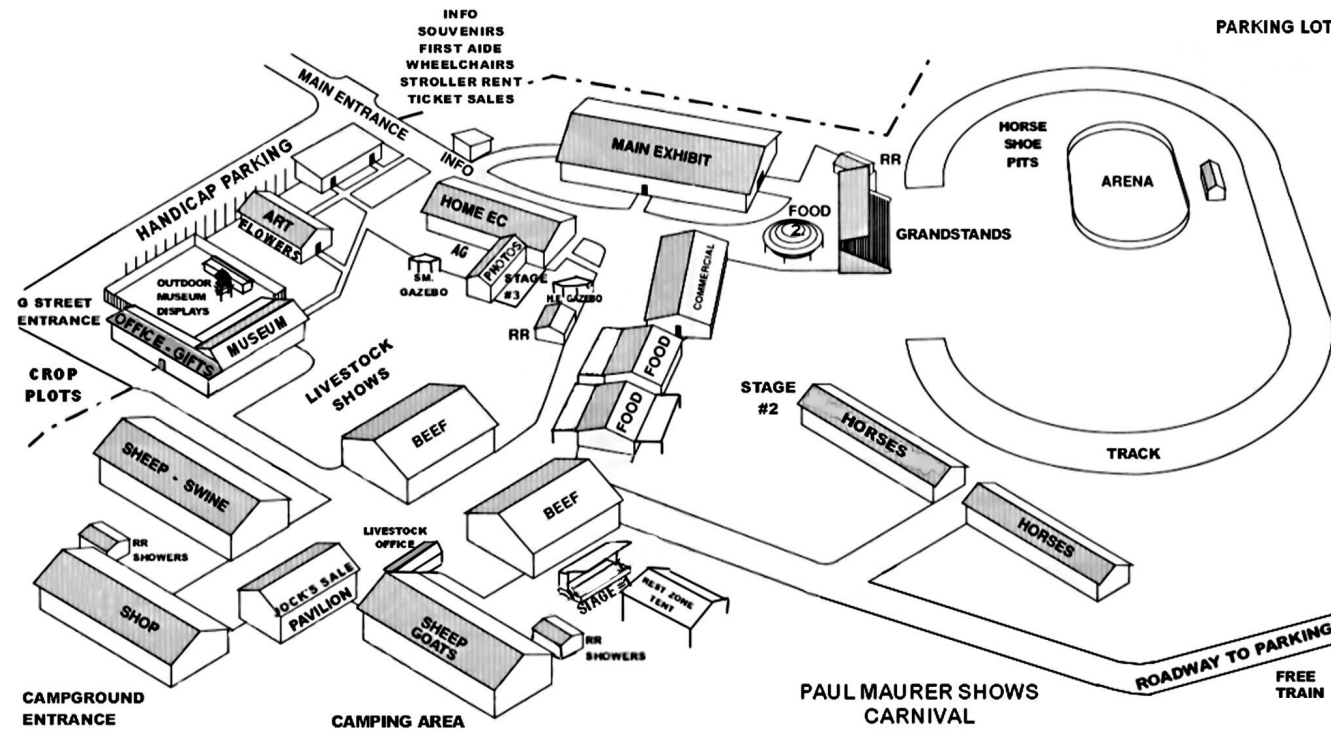 INFO
SOUVENIRS
FIRST AIDE
WHEELCHAIRS
STROLLER RENT
TICKET SALES
PARKING LOT
MAIN ENTRANCE
INFO
HANDICAP PARKING
MAIN EXHIBIT
RR
HORSE
SHOE
PITS
ARENA
ART
FLOWERS
HOME EC
AG
PHOTOS
STAGE
#3
SM.
GAZEBO
H.E. GAZEBO
RR
FOOD
2
GRANDSTANDS
COMMERCIAL
G STREET
ENTRANCE
OUTDOOR
MUSEUM
DISPLAYS
OFFICE - GIFTS
MUSEUM
CROP
PLOTS
LIVESTOCK
SHOWS
FOOD
FOOD
STAGE
#2
HORSES
TRACK
BEEF
SHEEP - SWINE
BEEF
HORSES
LIVESTOCK
OFFICE
RR
SHOWERS
SHOP
JOCK'S SALE
PAVILION
SHEEP
GOATS
STAGE
REST ZONE
TENT
RR
SHOWERS
ROADWAY TO PARKING
FREE
TRAIN
PAUL MAURER SHOWS
CARNIVAL
CAMPGROUND
ENTRANCE
CAMPING AREA